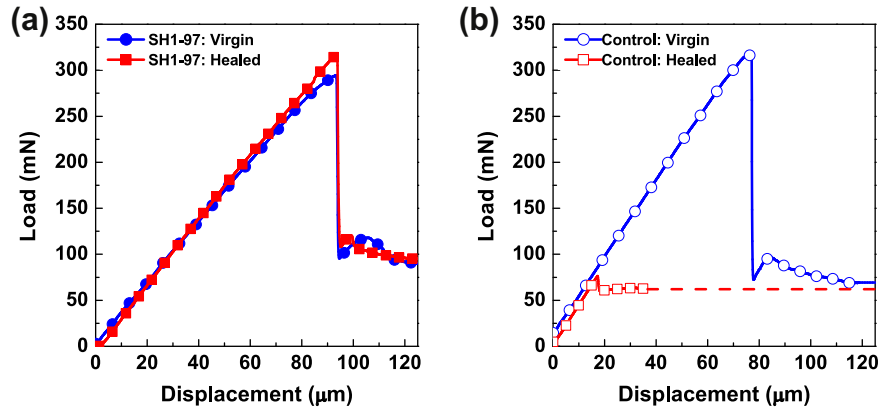 (a)
SH1-97: Virgin
SH1-97: Healed
350
300
250
200
150
100
50
0
Load (mN)
0 20 40 60 80 100 120
Displacement (μm)
(b)
Control: Virgin
Control: Healed
350
300
250
200
150
100
50
0
Load (mN)
0 20 40 60 80 100 120
Displacement (μm)